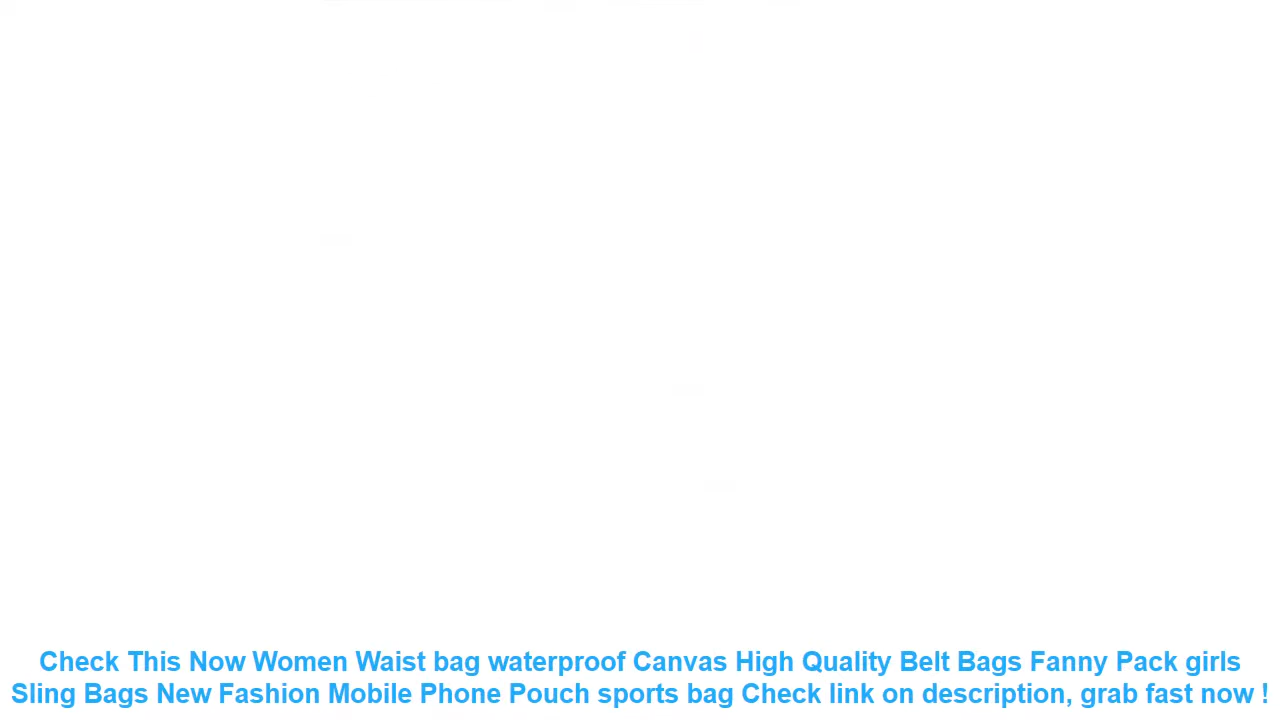 Check This Now Women Waist bag waterproof Canvas High Quality Belt Bags Fanny Pack girls
Sling Bags New Fashion Mobile Phone Pouch sports bag Check link on description, grab fast now !